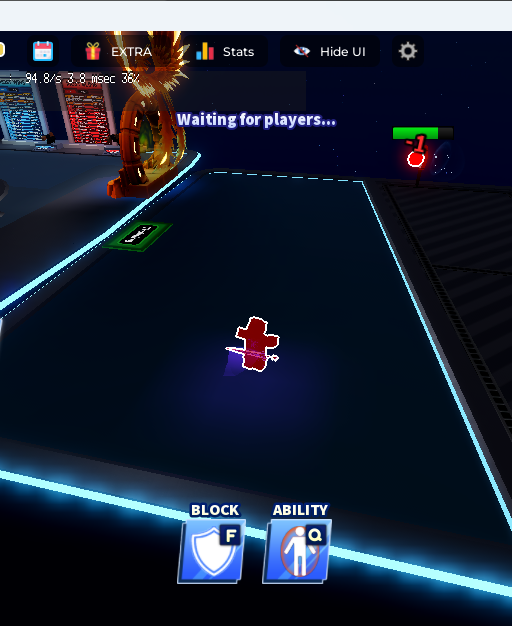 EXTRA
Stats
Hide UI
94.8/s 3.8 msec 36%
Waiting for players...
-1
BLOCK
ABILITY
F
Q